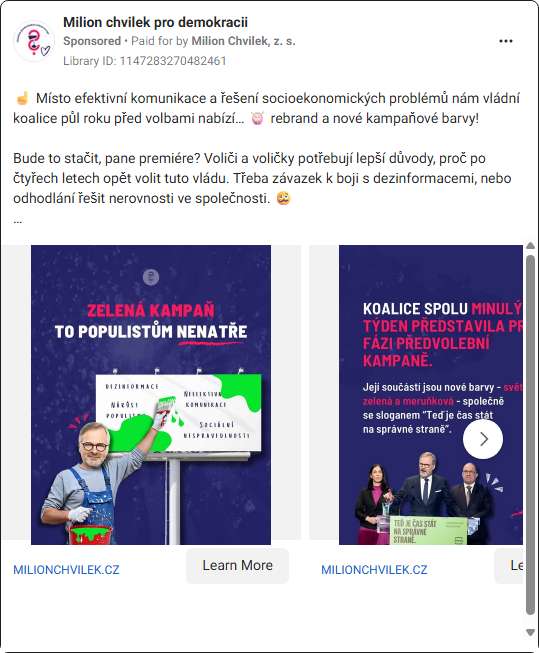 Milion chvilek pro demokracii
Sponsored • Paid for by Milion Chvilek, z. s.
Library ID: 1147283270482461
☝️ Místo efektivní komunikace a řešení socioekonomických problémů nám vládní
koalice půl roku před volbami nabízí... 🦉 rebrand a nové kampaňové barvy!
Bude to stačit, pane premiére? Voliči a voličky potřebují lepší důvody, proč po
čtyřech letech opět volit tuto vládu. Třeba závazek k boji s dezinformacemi, nebo
odhodlání řešit nerovnosti ve společnosti. 🥴
...
ZELENÁ KAMPAŇ
TO POPULISTŮM NENATŘE
DEZINFORMACE
NÁVRAT
POPULIS
NEEFEKTIVNÍ
KOMUNIKACE
SOCIÁLNÍ
NESPRAVEDLNOSTI
MILIONCHVILEK.CZ
Learn More
KOALICE SPOLU MINULÝ
TÝDEN PŘEDSTAVILA PR
FÁZI PŘEDVOLEBNÍ
KAMPANĚ.
Její součástí jsou nové barvy - svět
zelená a meruňková - společně
se sloganem "Teď je čas stát
na správné straně".
TEĎ JE ČAS STÁT
NA SPRÁVNÉ
STRANĚ.
MILIONCHVILEK.CZ
Le